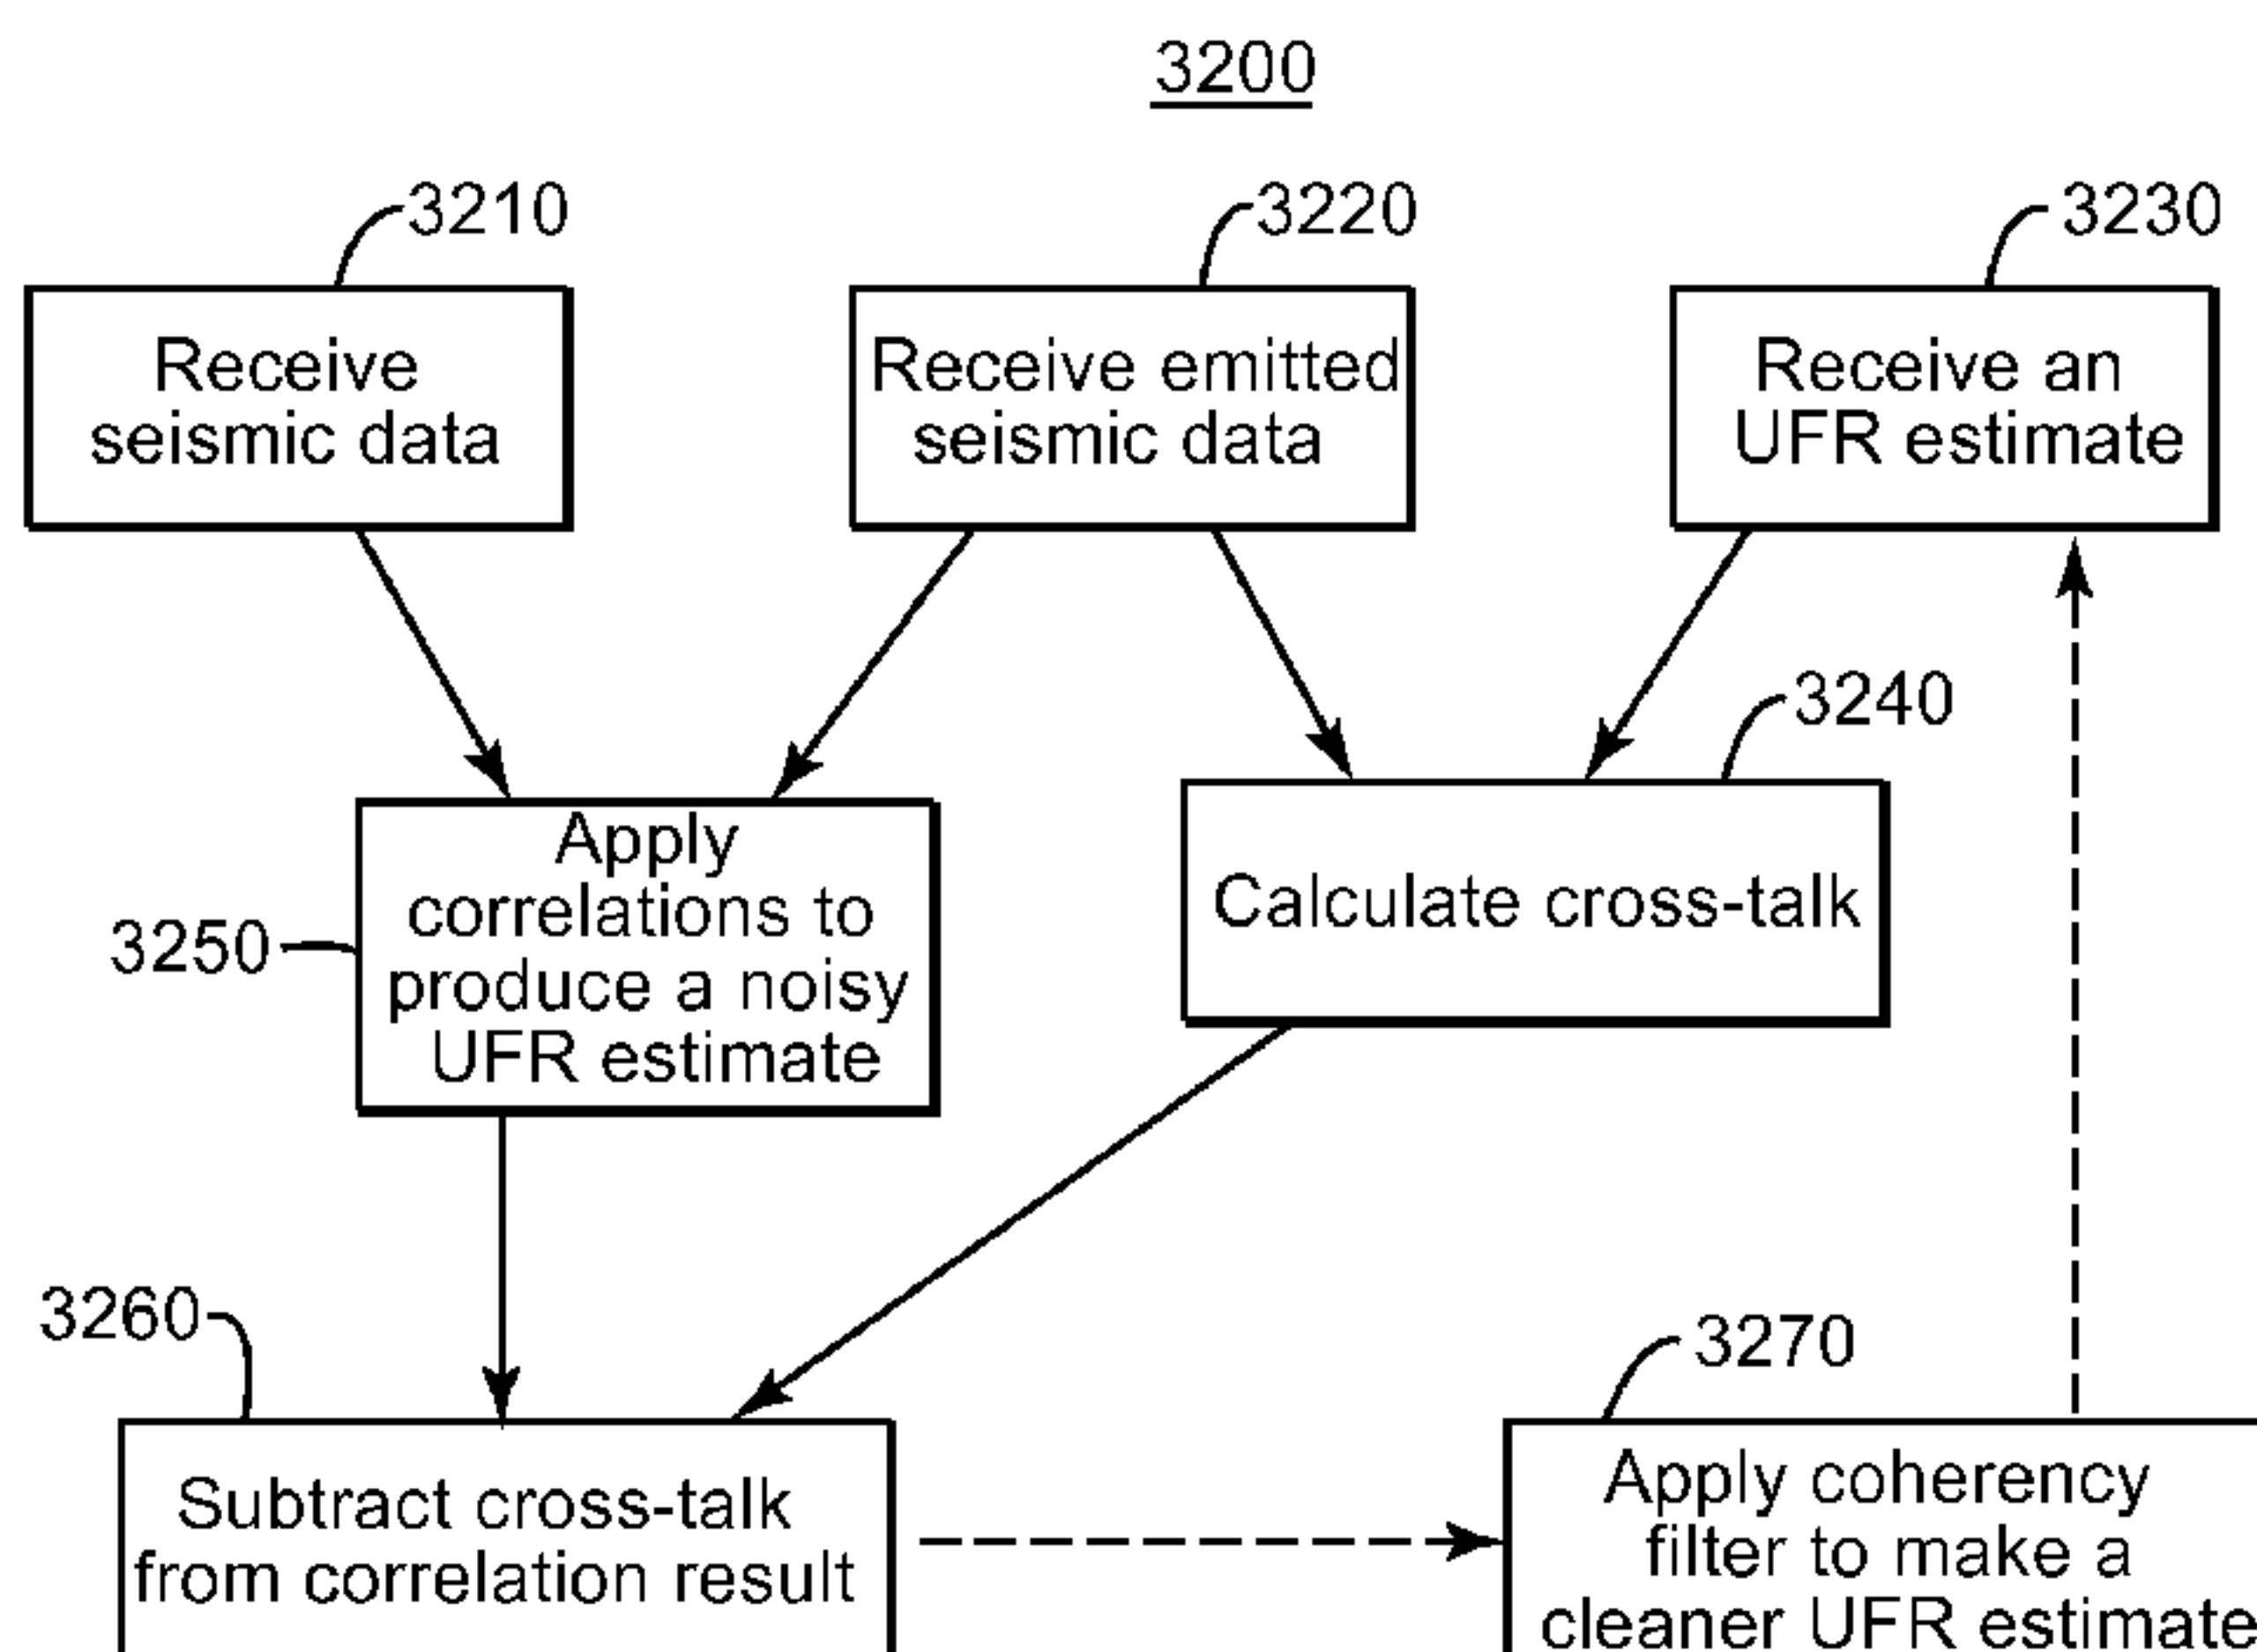 3200
3210
3220
3230
Receive
seismic data
Receive emitted
seismic data
Receive an
UFR estimate
3240
Apply
correlations to
produce a noisy
UFR estimate
3250
Calculate cross-talk
3260
3270
Subtract cross-talk
from correlation result
Apply coherency
filter to make a
cleaner UFR estimate